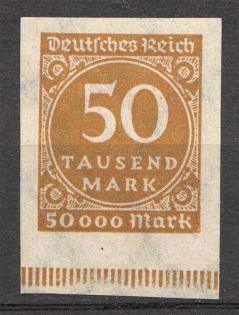 Deutsches Reich
50
TAUSEND
MARK
50000 Mark